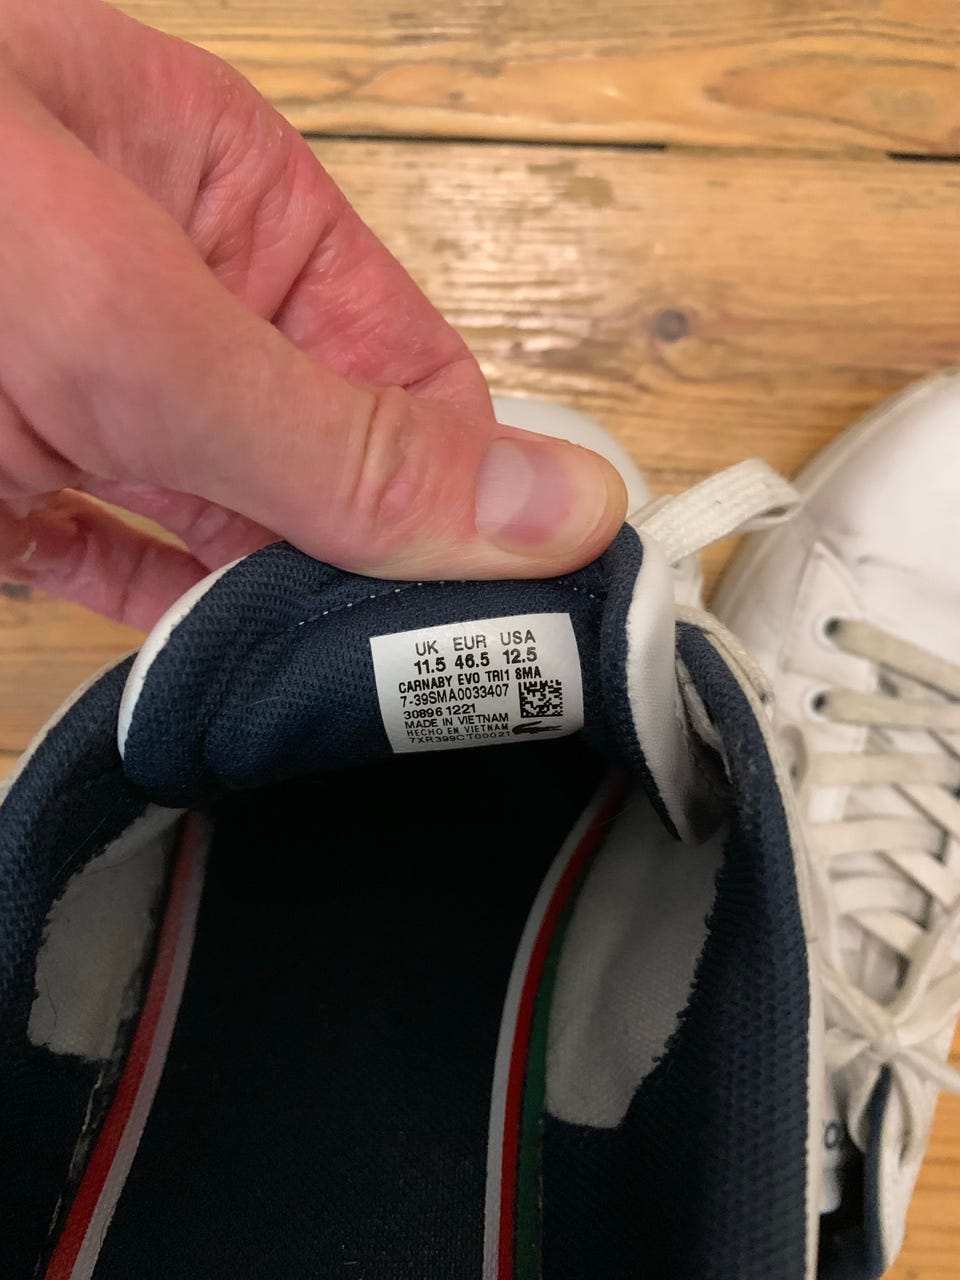 UK EUR USA
11.5 46.5 12.5
CARNABY EVO TRI1 SMA
7-39SMA0033407
30896 1221
MADE IN VIETNAM
HECHO EN VIETNAM
7XR399CT00021